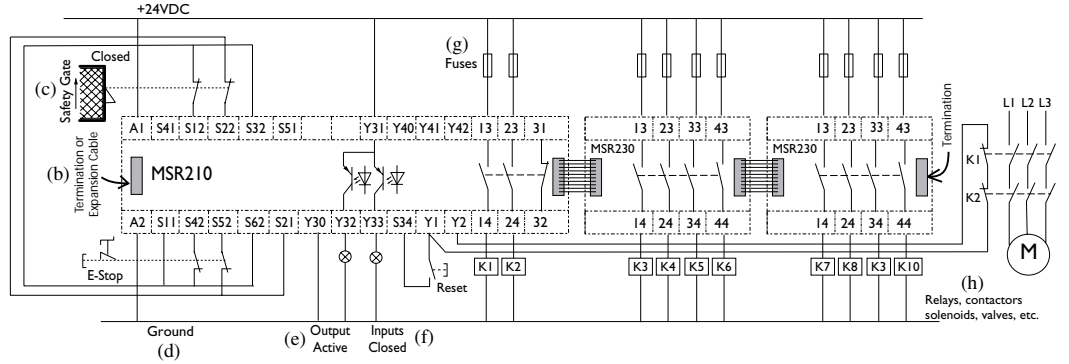 +24VDC
(g)
Fuses
Closed
(c)
Safety Gate
L1 L2 L3
A1 S41 S12 S22 S32 S51 Y31 Y40 Y41 Y42 13 23 31
13 23 33 43
13 23 33 43
Termination
MSR230
MSR230
K1
(b)
Termination or
Expansion Cable
MSR210
K2
A2 S11 S42 S52 S62 S21 Y30 Y32 Y33 S34 Y1 Y2 14 24 32
14 24 34 44
14 24 34 44
M
E-Stop
K1 K2
K3 K4 K5 K6
K7 K8 K3 K10
Reset
(h)
Relays, contactors
solenoids, valves, etc.
Ground
(d)
(e)
Output
Active
Inputs
Closed
(f)